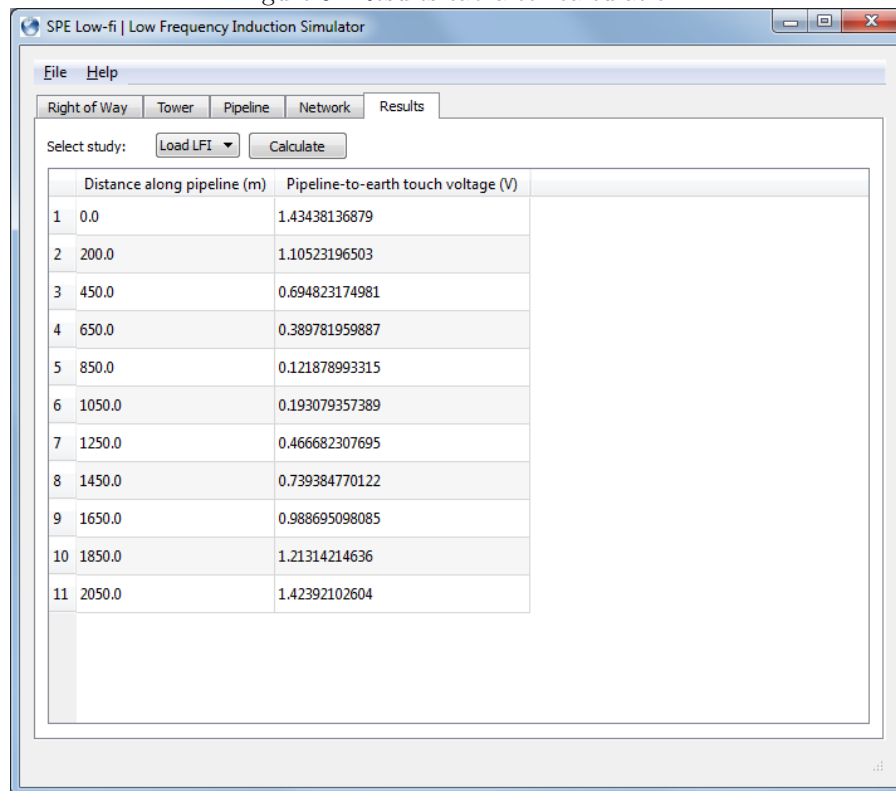 SPE Low-fi | Low Frequency Induction Simulator
File Help
Right of Way Tower Pipeline Network Results
Select study: Load LFI Calculate
Distance along pipeline (m) Pipeline-to-earth touch voltage (V)
1 0.0 1.43438136879
2 200.0 1.10523196503
3 450.0 0.694823174981
4 650.0 0.389781959887
5 850.0 0.121878993315
6 1050.0 0.193079357389
7 1250.0 0.466682307695
8 1450.0 0.739384770122
9 1650.0 0.988695098085
10 1850.0 1.21314214636
11 2050.0 1.42392102604